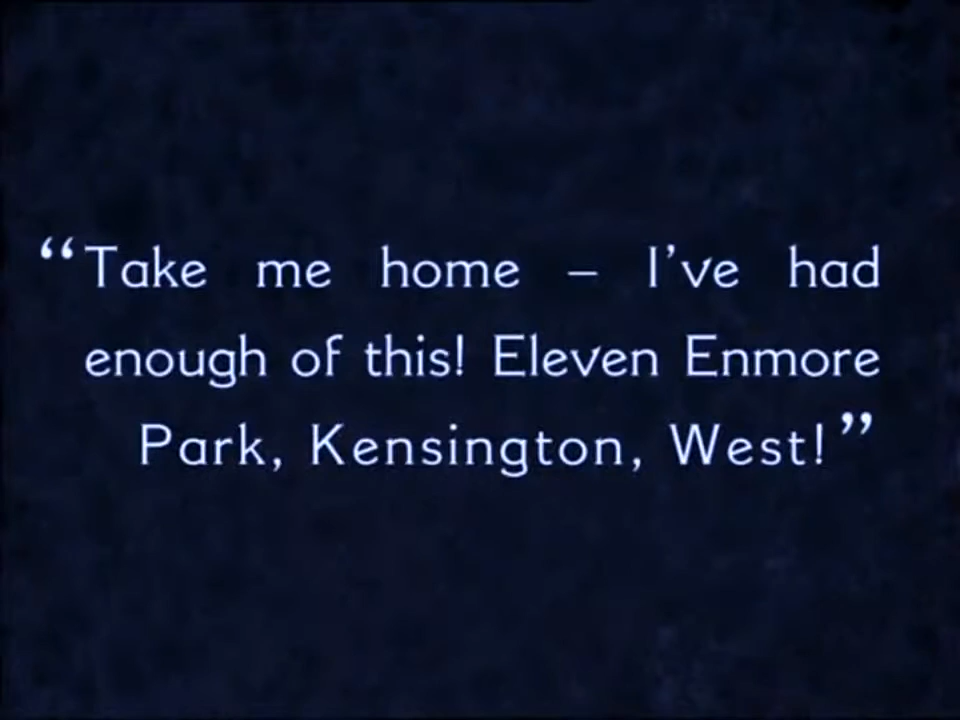 “Take me home – I’ve had
enough of this! Eleven Enmore
Park, Kensington, West!”